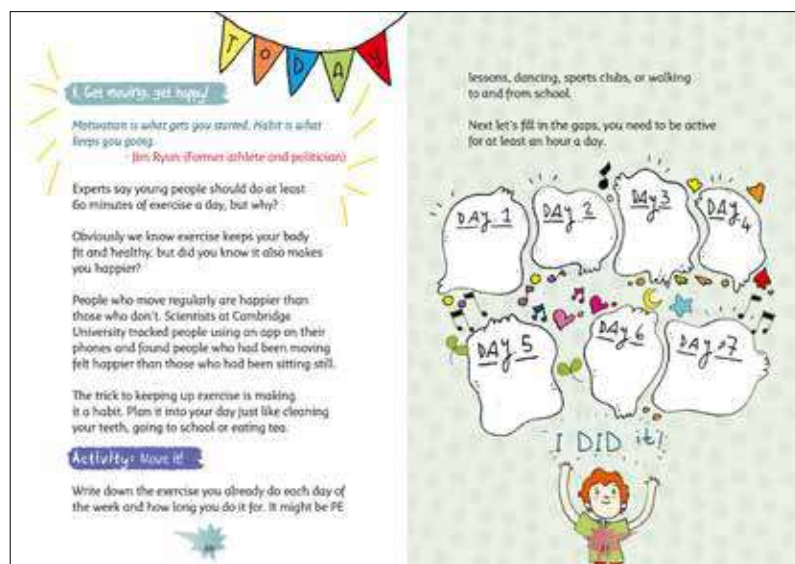 TODAY
1. Get moving, get happy!
Motivation is what gets you started. Habit is what
keeps you going.
- Jim Ryun (Former athlete and politician)
Experts say young people should do at least
60 minutes of exercise a day, but why?
Obviously we know exercise keeps your body
fit and healthy, but did you know it also makes
you happier?
People who move regularly are happier than
those who don't. Scientists at Cambridge
University tracked people using an app on their
phones and found people who had been moving
felt happier than those who had been sitting still.
The trick to keeping up exercise is making
it a habit. Plan it into your day just like cleaning
your teeth, going to school or eating tea.
Activity: Move it!
Write down the exercise you already do each day of
the week and how long you do it for. It might be PE
lessons, dancing, sports clubs, or walking
to and from school.
Next let's fill in the gaps, you need to be active
for at least an hour a day.
DAY 1
DAY 2
DAY 3
DAY 4
DAY 5
DAY 6
DAY 7
I DID it!